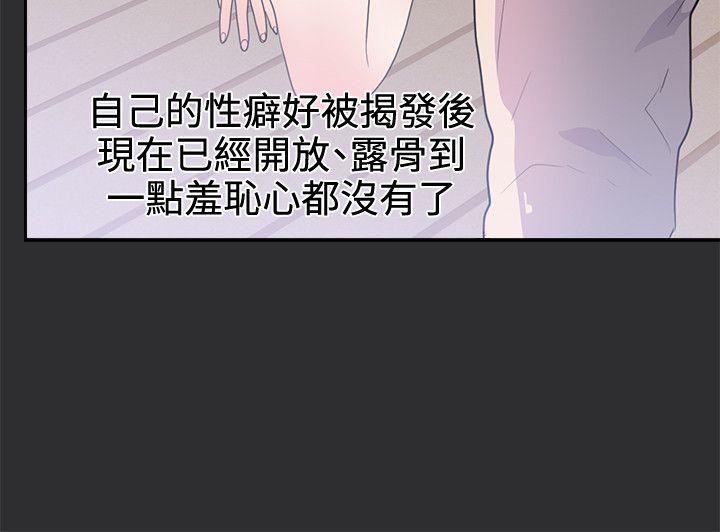 自己的性癖好被揭發後
現在已經開放、露骨到
一點羞恥心都沒有了